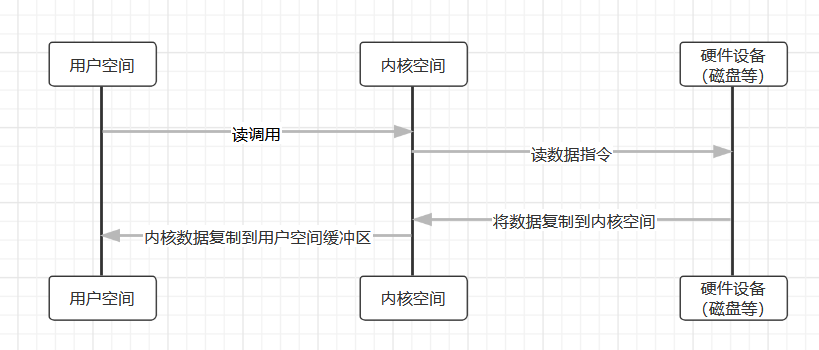 用户空间
内核空间
硬件设备
（磁盘等）
读调用
读数据指令
将数据复制到内核空间
内核数据复制到用户空间缓冲区
用户空间
内核空间
硬件设备
（磁盘等）